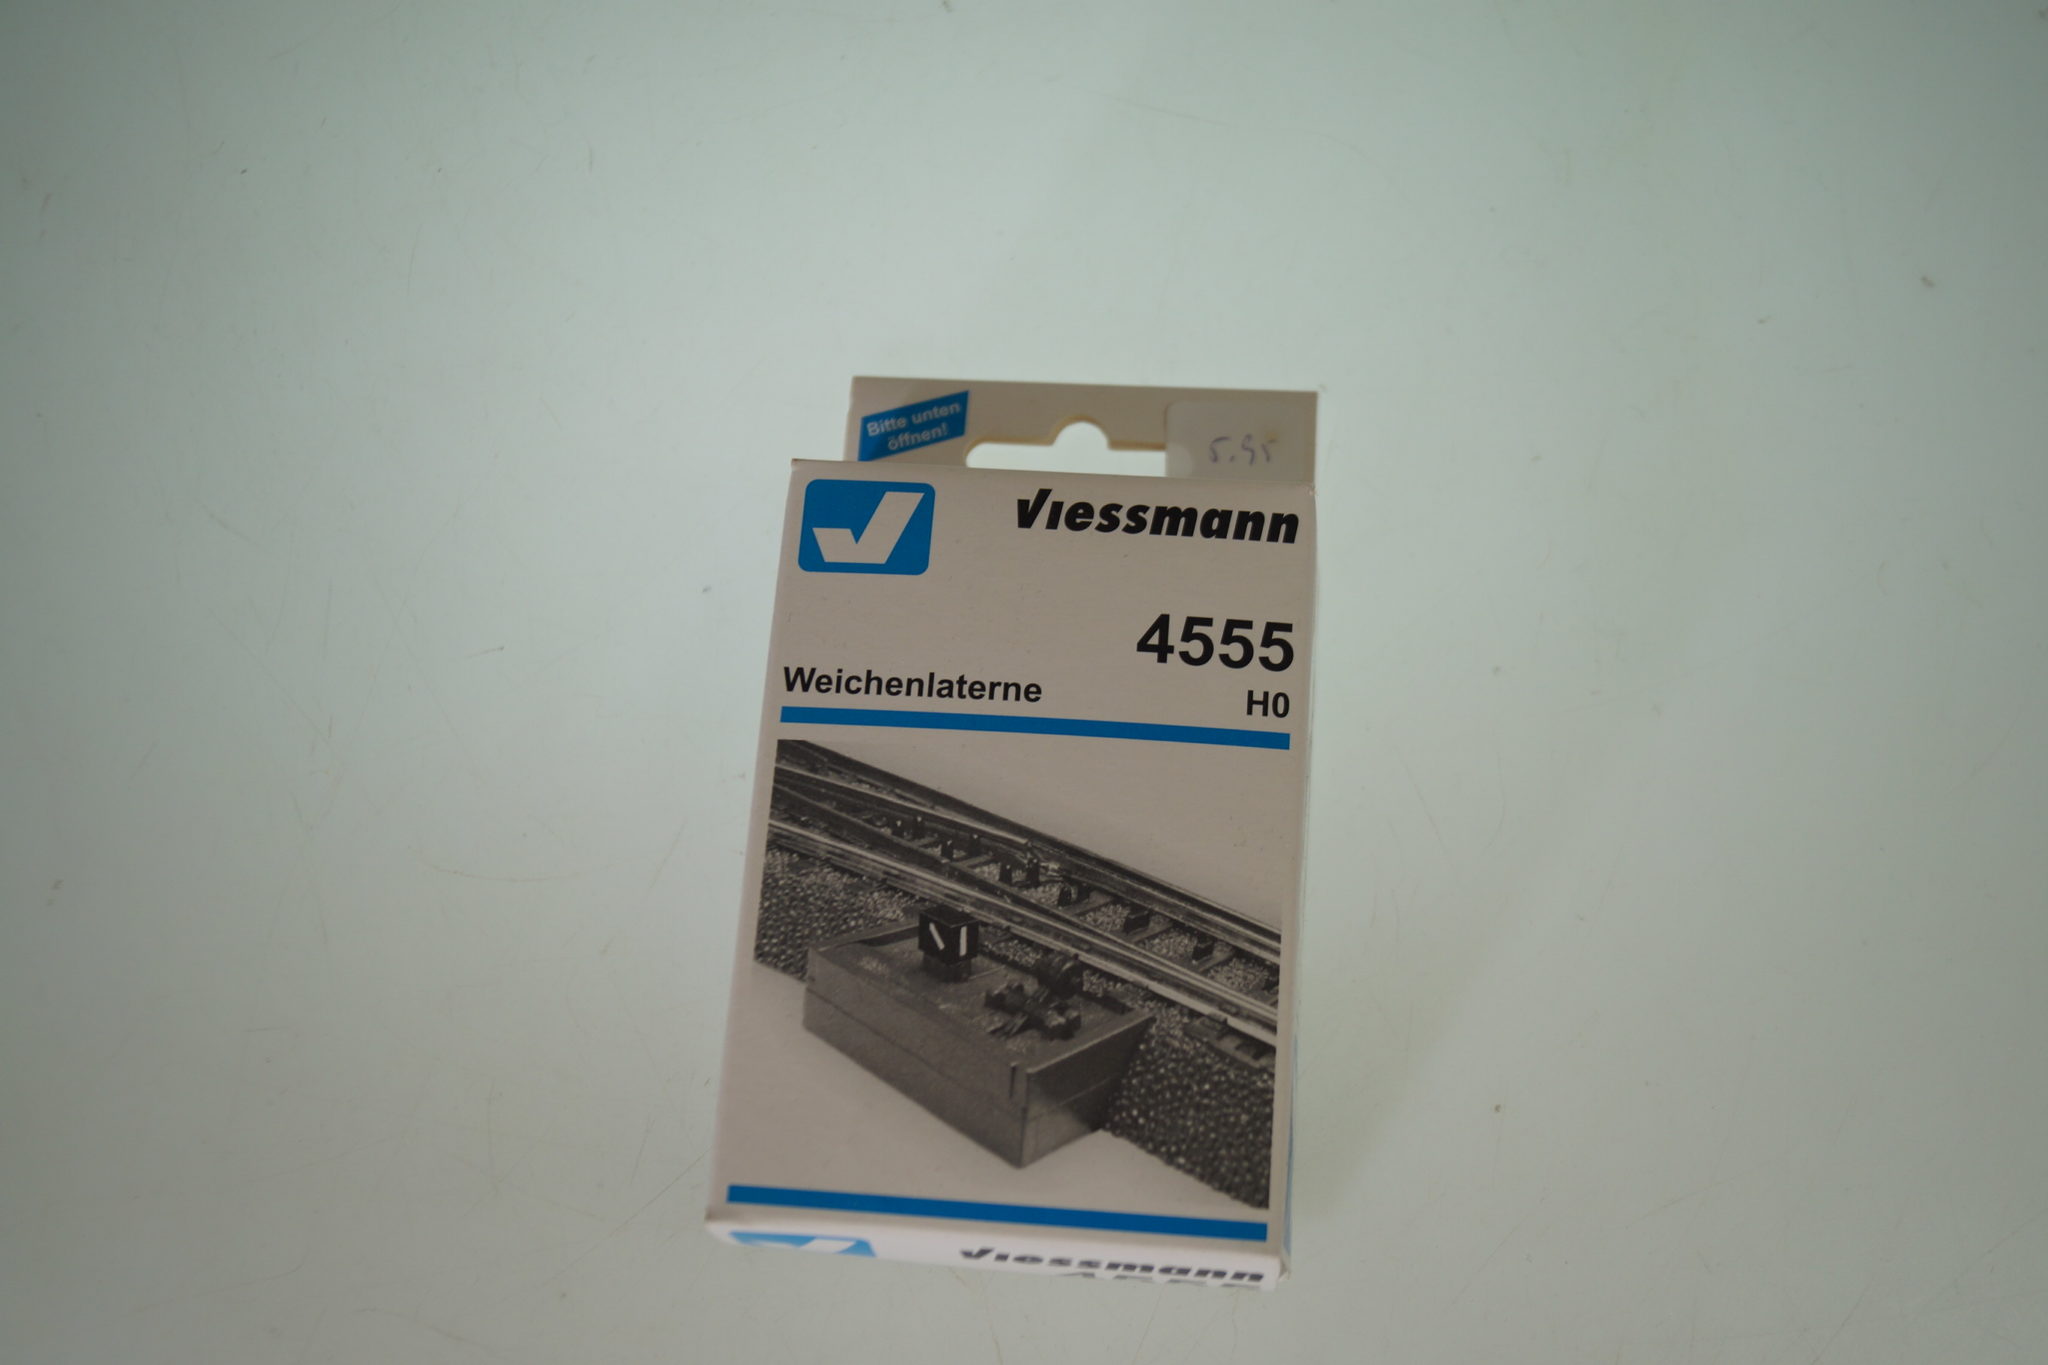 Bitte unten
öffnen!
5.95
Viessmann
4555
Weichenlaterne
H0
Viessmann